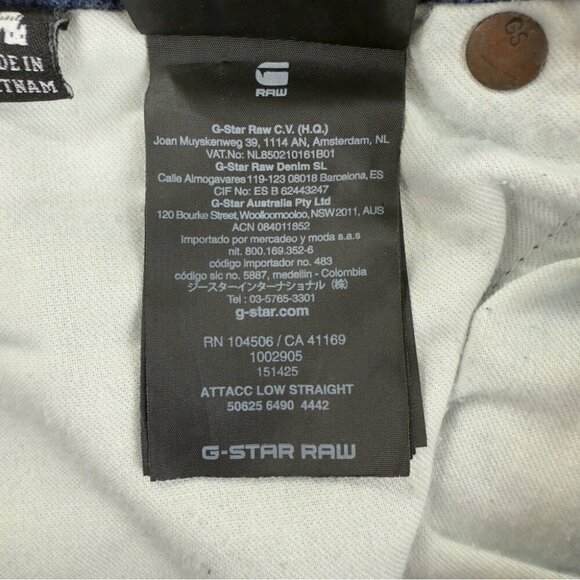 DE IN
TNAM
GS
RAW
G-Star Raw C.V. (H.Q.)
Joan Muyskenweg 39, 1114 AN, Amsterdam, NL
VAT.No: NL850210161B01
G-Star Raw Denim SL
Calle Almogavares 119-123 08018 Barcelona, ES
CIF No: ES B 62443247
G-Star Australia Pty Ltd
120 Bourke Street, Woolloomooloo, NSW 2011, AUS
ACN 084011852
Importado por mercadeo y moda s.a.s
nit. 800.169.352-6
código importador no. 483
código sic no. 5887, medellin - Colombia
ジースターインターナショナル (株)
Tel : 03-5765-3301
g-star.com
RN 104506 / CA 41169
1002905
151425
ATTACC LOW STRAIGHT
50625 6490 4442
G-STAR RAW